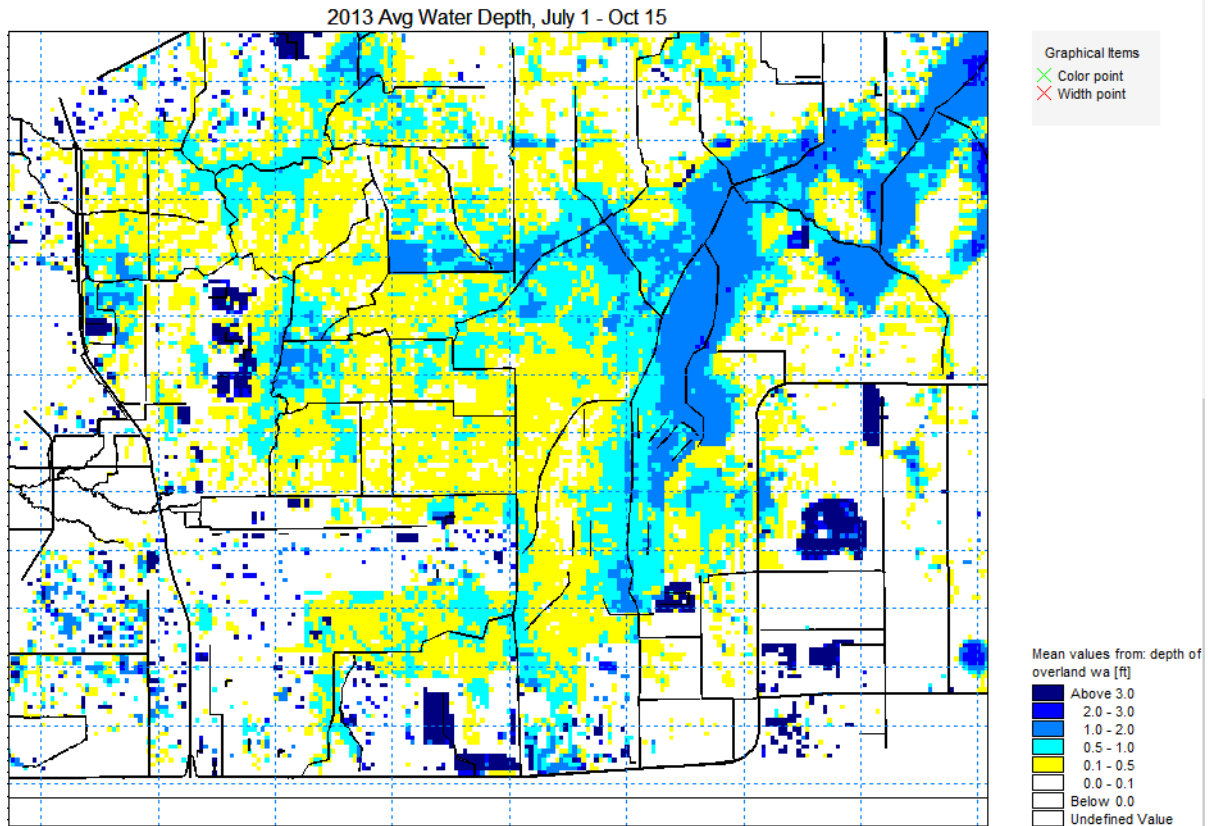 2013 Avg Water Depth, July 1 - Oct 15
Graphical Items
Color point
Width point
Mean values from: depth of
overland wa [ft]
Above 3.0
2.0 - 3.0
1.0 - 2.0
0.5 - 1.0
0.1 - 0.5
0.0 - 0.1
Below 0.0
Undefined Value